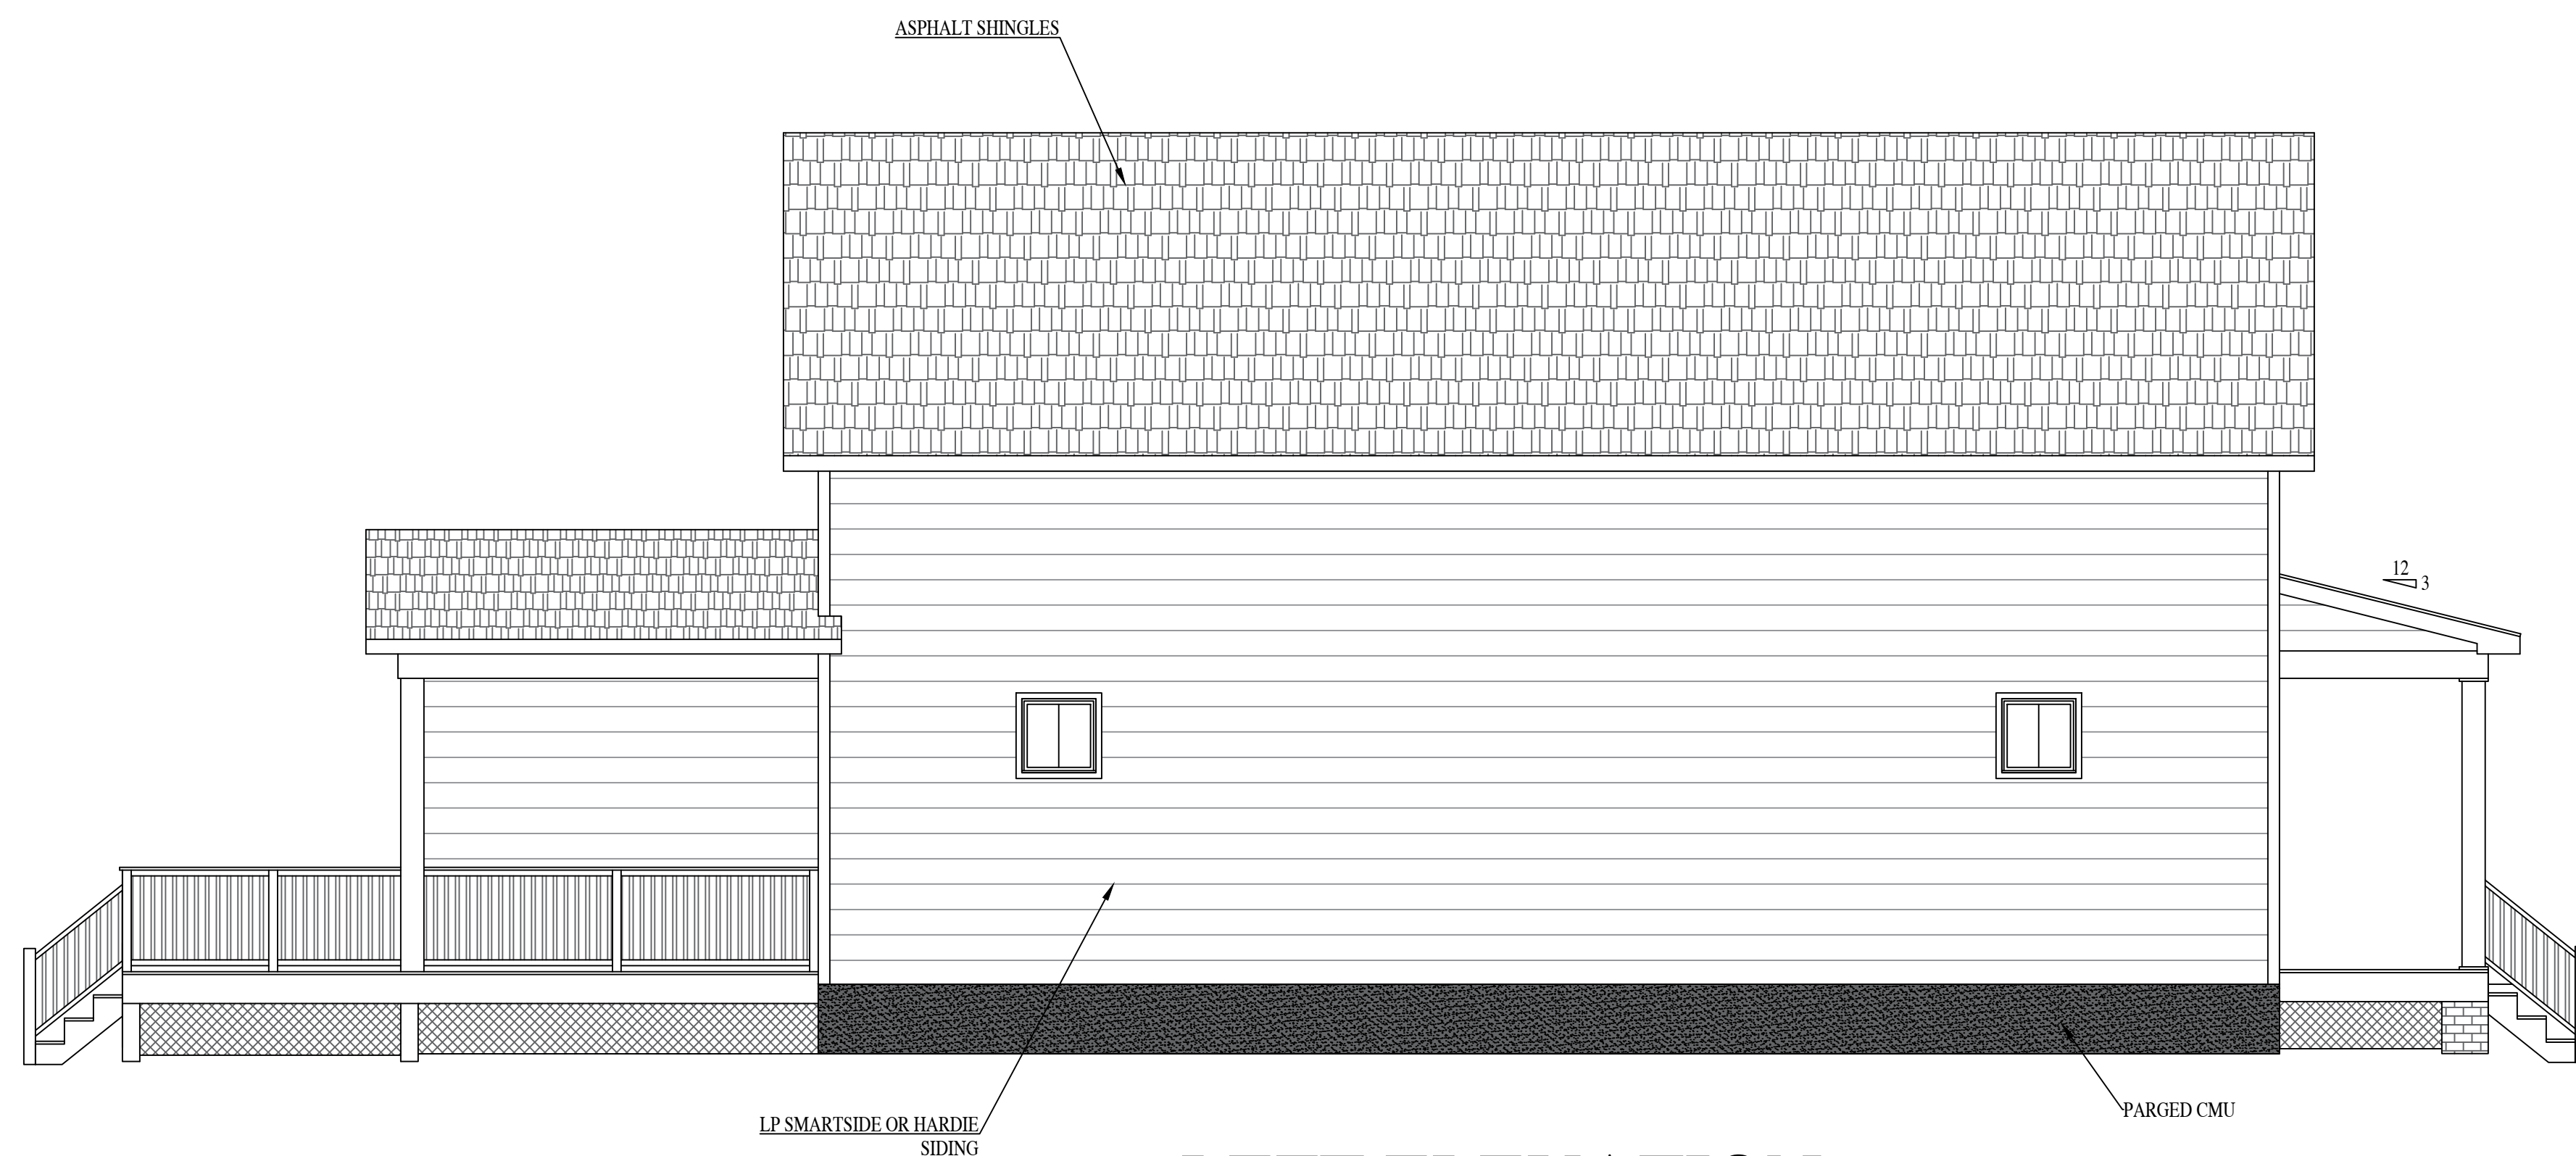 ASPHALT SHINGLES
12
3
LP SMARTSIDE OR HARDIE
SIDING
PARGED CMU